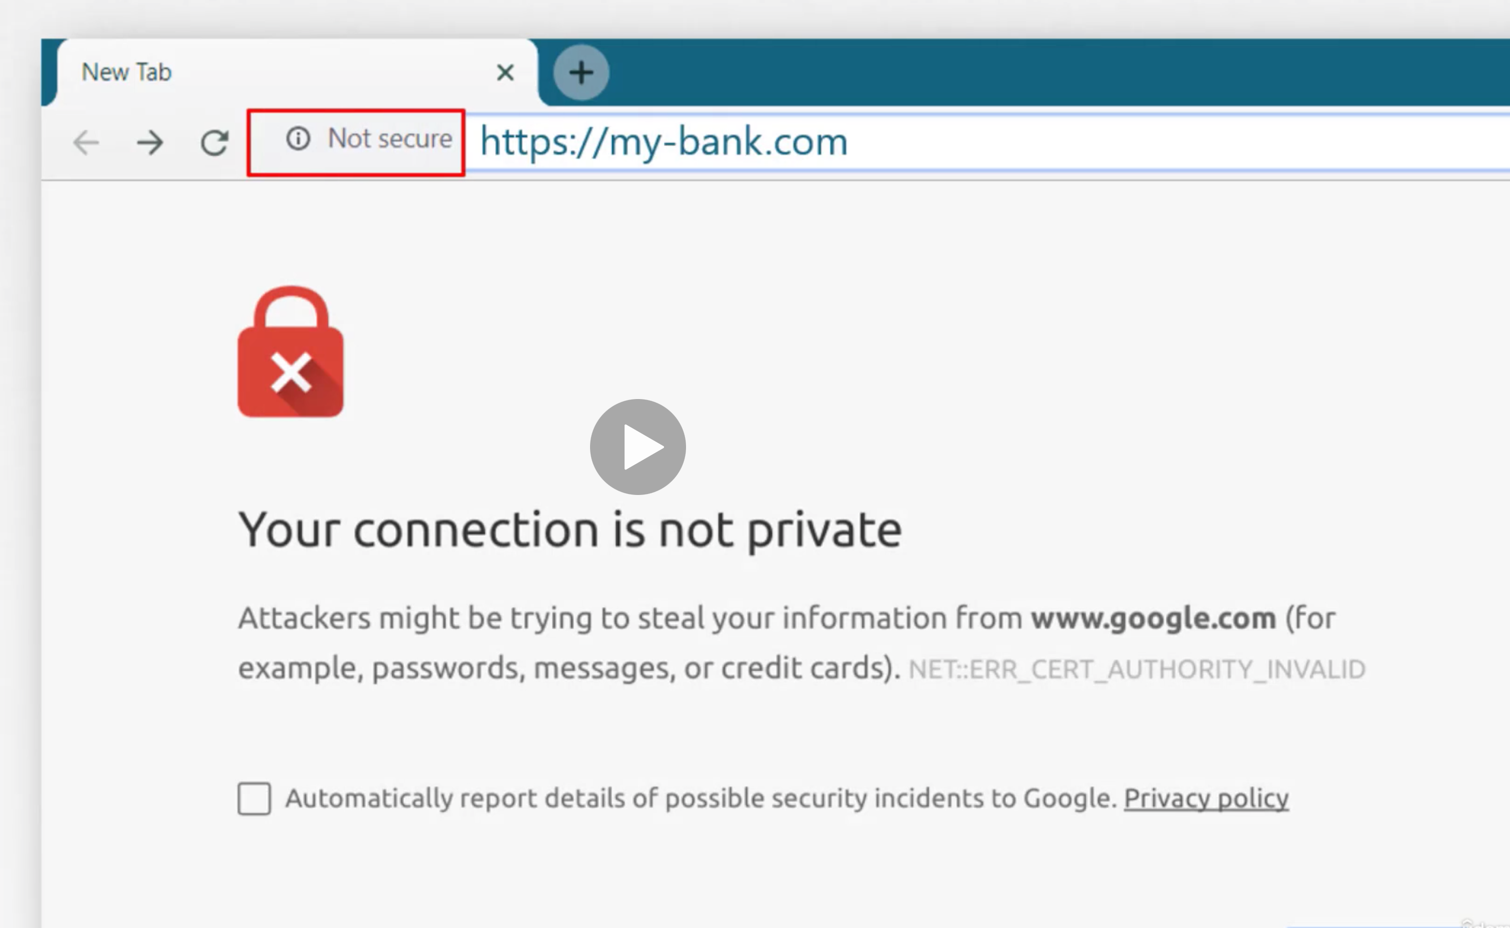 New Tab
Not secure https://my-bank.com
Your connection is not private
Attackers might be trying to steal your information from www.google.com (for
example, passwords, messages, or credit cards). NET::ERR_CERT_AUTHORITY_INVALID
Automatically report details of possible security incidents to Google. Privacy policy